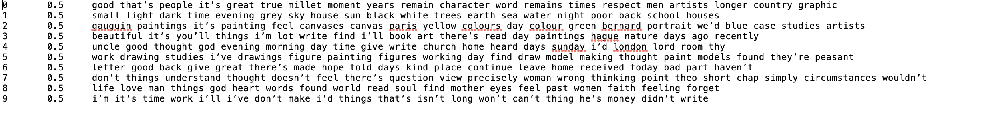 0 0.5 good that’s people it’s great true millet moment years remain character word remains times respect men artists longer country graphic
1 0.5 small light dark time evening grey sky house sun black white trees earth sea water night poor back school houses
2 0.5 gauguin paintings it’s painting feel canvases canvas paris yellow colours day colour green bernard portrait we’d blue case studies artists
3 0.5 beautiful it’s you’ll things i’m lot write find i’ll book art there’s read day paintings hague nature days ago recently
4 0.5 uncle good thought god evening morning day time give write church home heard days sunday i’d london lord room thy
5 0.5 work drawing studies i’ve drawings figure painting figures working day find draw model making thought paint models found they’re peasant
6 0.5 letter good back give great there’s made hope told days kind place continue leave home received today bad part haven’t
7 0.5 don’t things understand thought doesn’t feel there’s question view precisely woman wrong thinking point theo short chap simply circumstances wouldn’t
8 0.5 life love man things god heart words found world read soul find mother eyes feel past women faith feeling forget
9 0.5 i’m it’s time work i’ll i’ve don’t make i’d things that’s isn’t long won’t can’t thing he’s money didn’t write